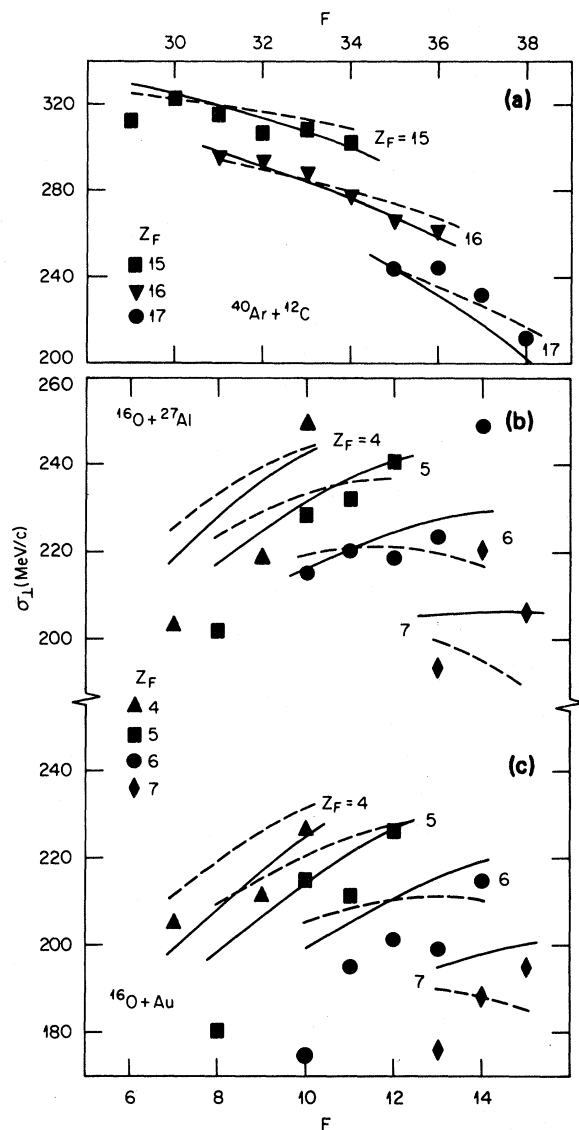 F
30 32 34 36 38
(a)
320
Z_F = 15
280
16
Z_F
15
240
16
17
⁴⁰Ar + ¹²C
17
200
260
¹⁶O + ²⁷Al
(b)
Z_F = 4
240
5
220
6
σ⊥(MeV/c)
200
7
Z_F
4
5
6
7
(c)
220
Z_F = 4
5
6
200
7
¹⁶O + Au
180
6 8 10 12 14
F